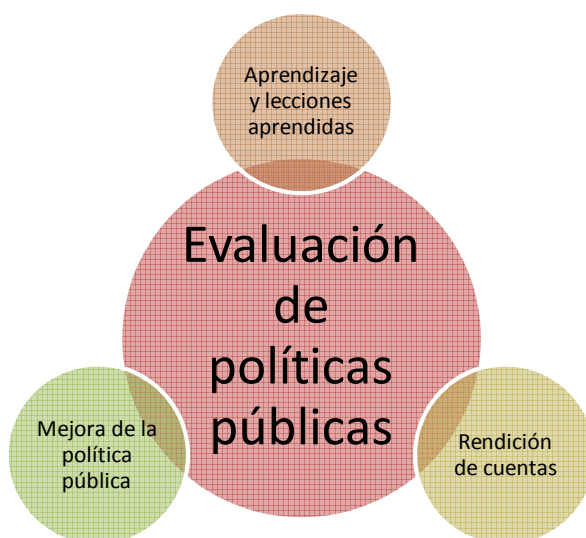 Aprendizaje
y lecciones
aprendidas
Evaluación
de
políticas
públicas
Mejora de la
política
pública
Rendición
de cuentas